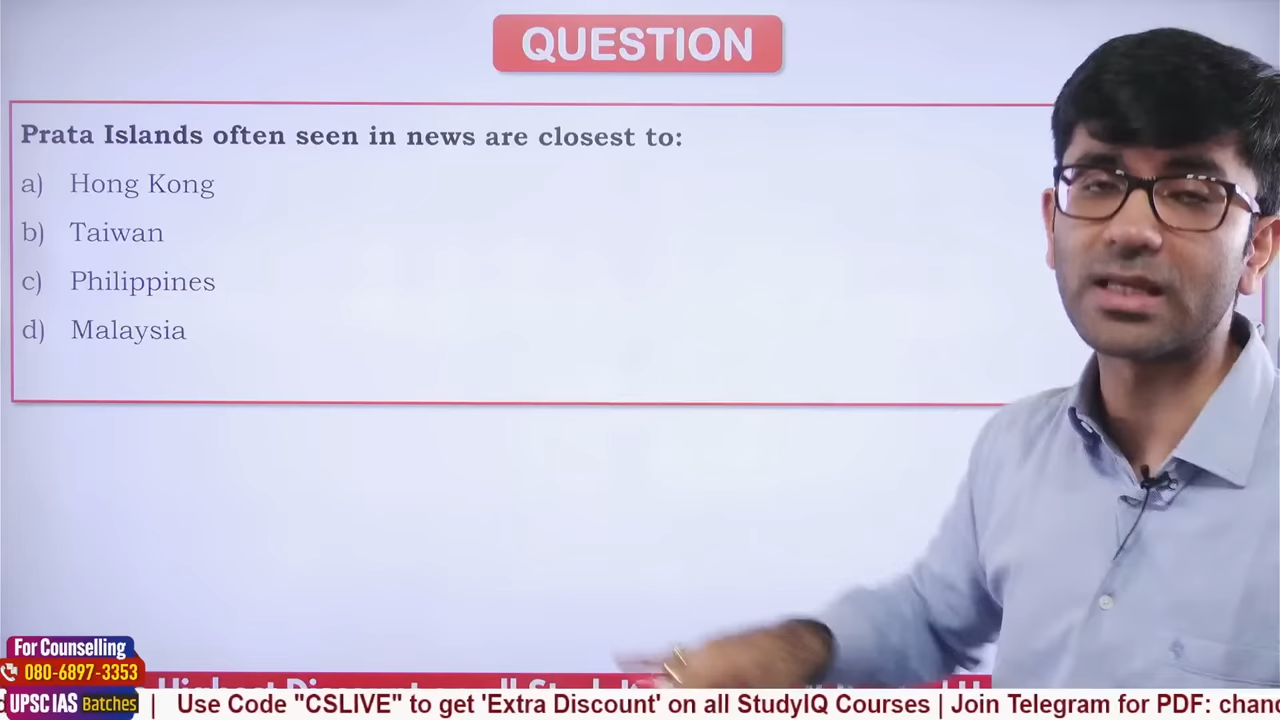 QUESTION
Prata Islands often seen in news are closest to:
a) Hong Kong
b) Taiwan
c) Philippines
d) Malaysia
For Counselling
080-6897-3353
UPSC IAS Batches
| Use Code "CSLIVE" to get 'Extra Discount' on all StudyIQ Courses | Join Telegram for PDF: chand